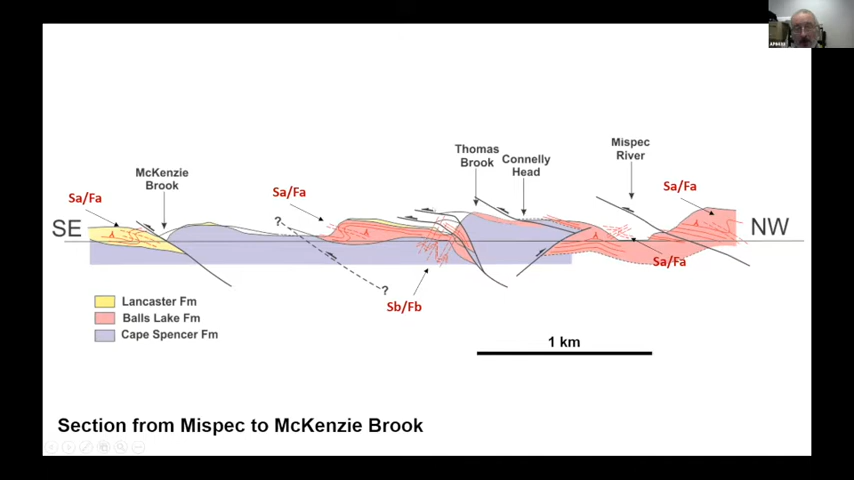 Thomas
Brook
Connelly
Head
Mispec
River
McKenzie
Brook
Sa/Fa
Sa/Fa
Sa/Fa
SE
?
NW
Sa/Fa
?
Sb/Fb
Lancaster Fm
Balls Lake Fm
Cape Spencer Fm
1 km
Section from Mispec to McKenzie Brook